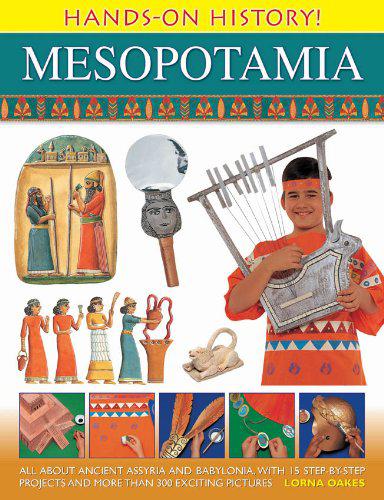 HANDS-ON HISTORY!
MESOPOTAMIA
ALL ABOUT ANCIENT ASSYRIA AND BABYLONIA, WITH 15 STEP-BY-STEP
PROJECTS AND MORE THAN 300 EXCITING PICTURES LORNA OAKES